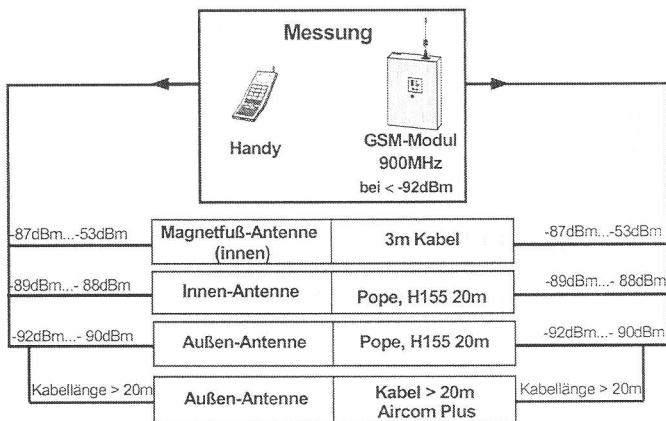 Messung
Handy
GSM-Modul
900MHz
bei < -92dBm
-87dBm...-53dBm
Magnetfuß-Antenne
(innen)
3m Kabel
-87dBm...-53dBm
-89dBm...- 88dBm
Innen-Antenne
Pope, H155 20m
-89dBm...- 88dBm
-92dBm...- 90dBm
Außen-Antenne
Pope, H155 20m
-92dBm...- 90dBm
Kabellänge > 20m
Außen-Antenne
Kabel > 20m
Aircom Plus
Kabellänge > 20m